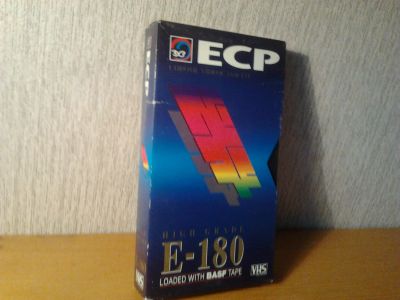 ECP
HIGH GRADE
E-180
LOADED WITH BASF TAPE
VHS